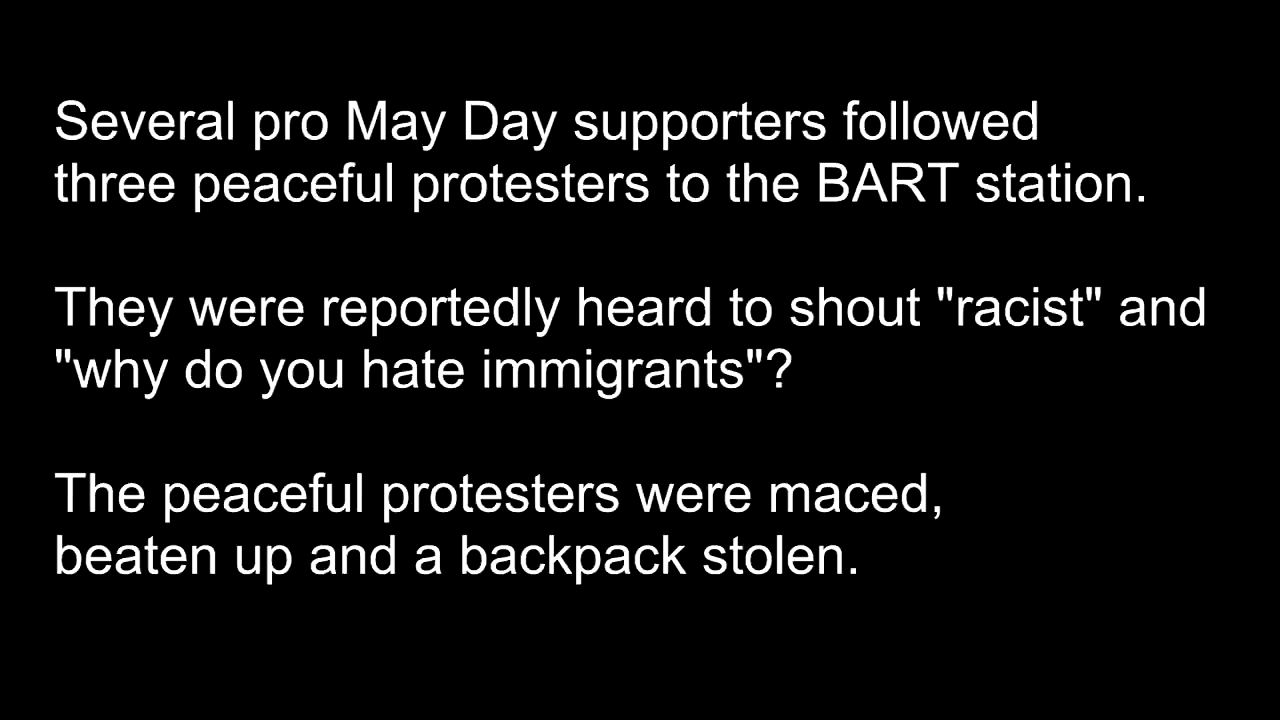 Several pro May Day supporters followed
three peaceful protesters to the BART station.
They were reportedly heard to shout "racist" and
"why do you hate immigrants"?
The peaceful protesters were maced,
beaten up and a backpack stolen.